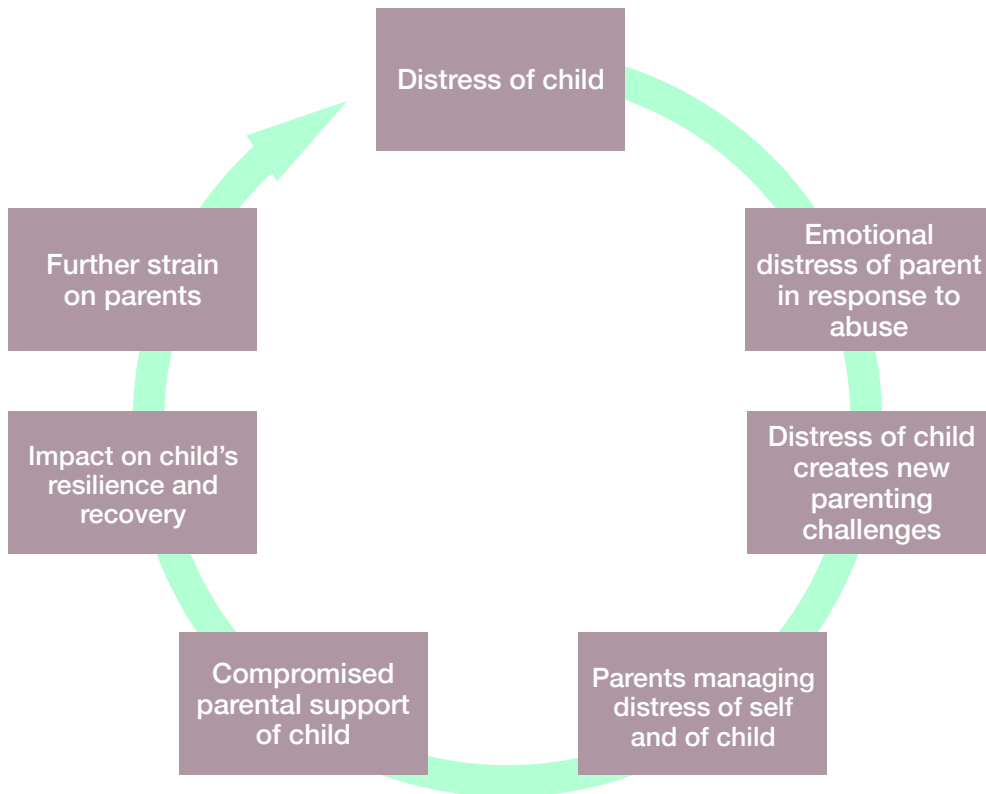 Distress of child
Emotional
distress of parent
in response to
abuse
Distress of child
creates new
parenting
challenges
Parents managing
distress of self
and of child
Compromised
parental support
of child
Impact on child’s
resilience and
recovery
Further strain
on parents